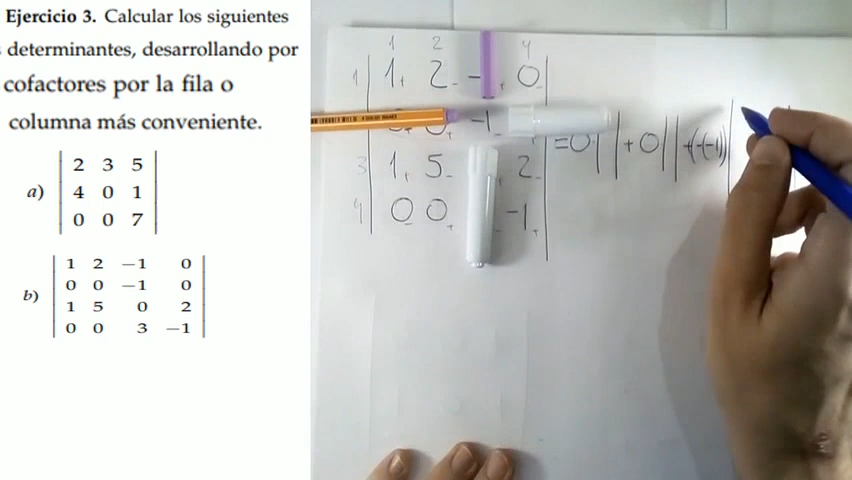 Ejercicio 3. Calcular los siguientes
determinantes, desarrollando por
cofactores por la fila o
columna más conveniente.
a) | 2 3 5 |
| 4 0 1 |
| 0 0 7 |
b) | 1 2 −1 0 |
| 0 0 −1 0 |
| 1 5 0 2 |
| 0 0 3 −1 |
1 2 4
1 | 1+ 2- - + 0- |
0+ -1- = 0 | | + 0 | | +(-(-1)) |
3 | 1+ 5- 2- |
4 | 0- 0+ - -1+ |